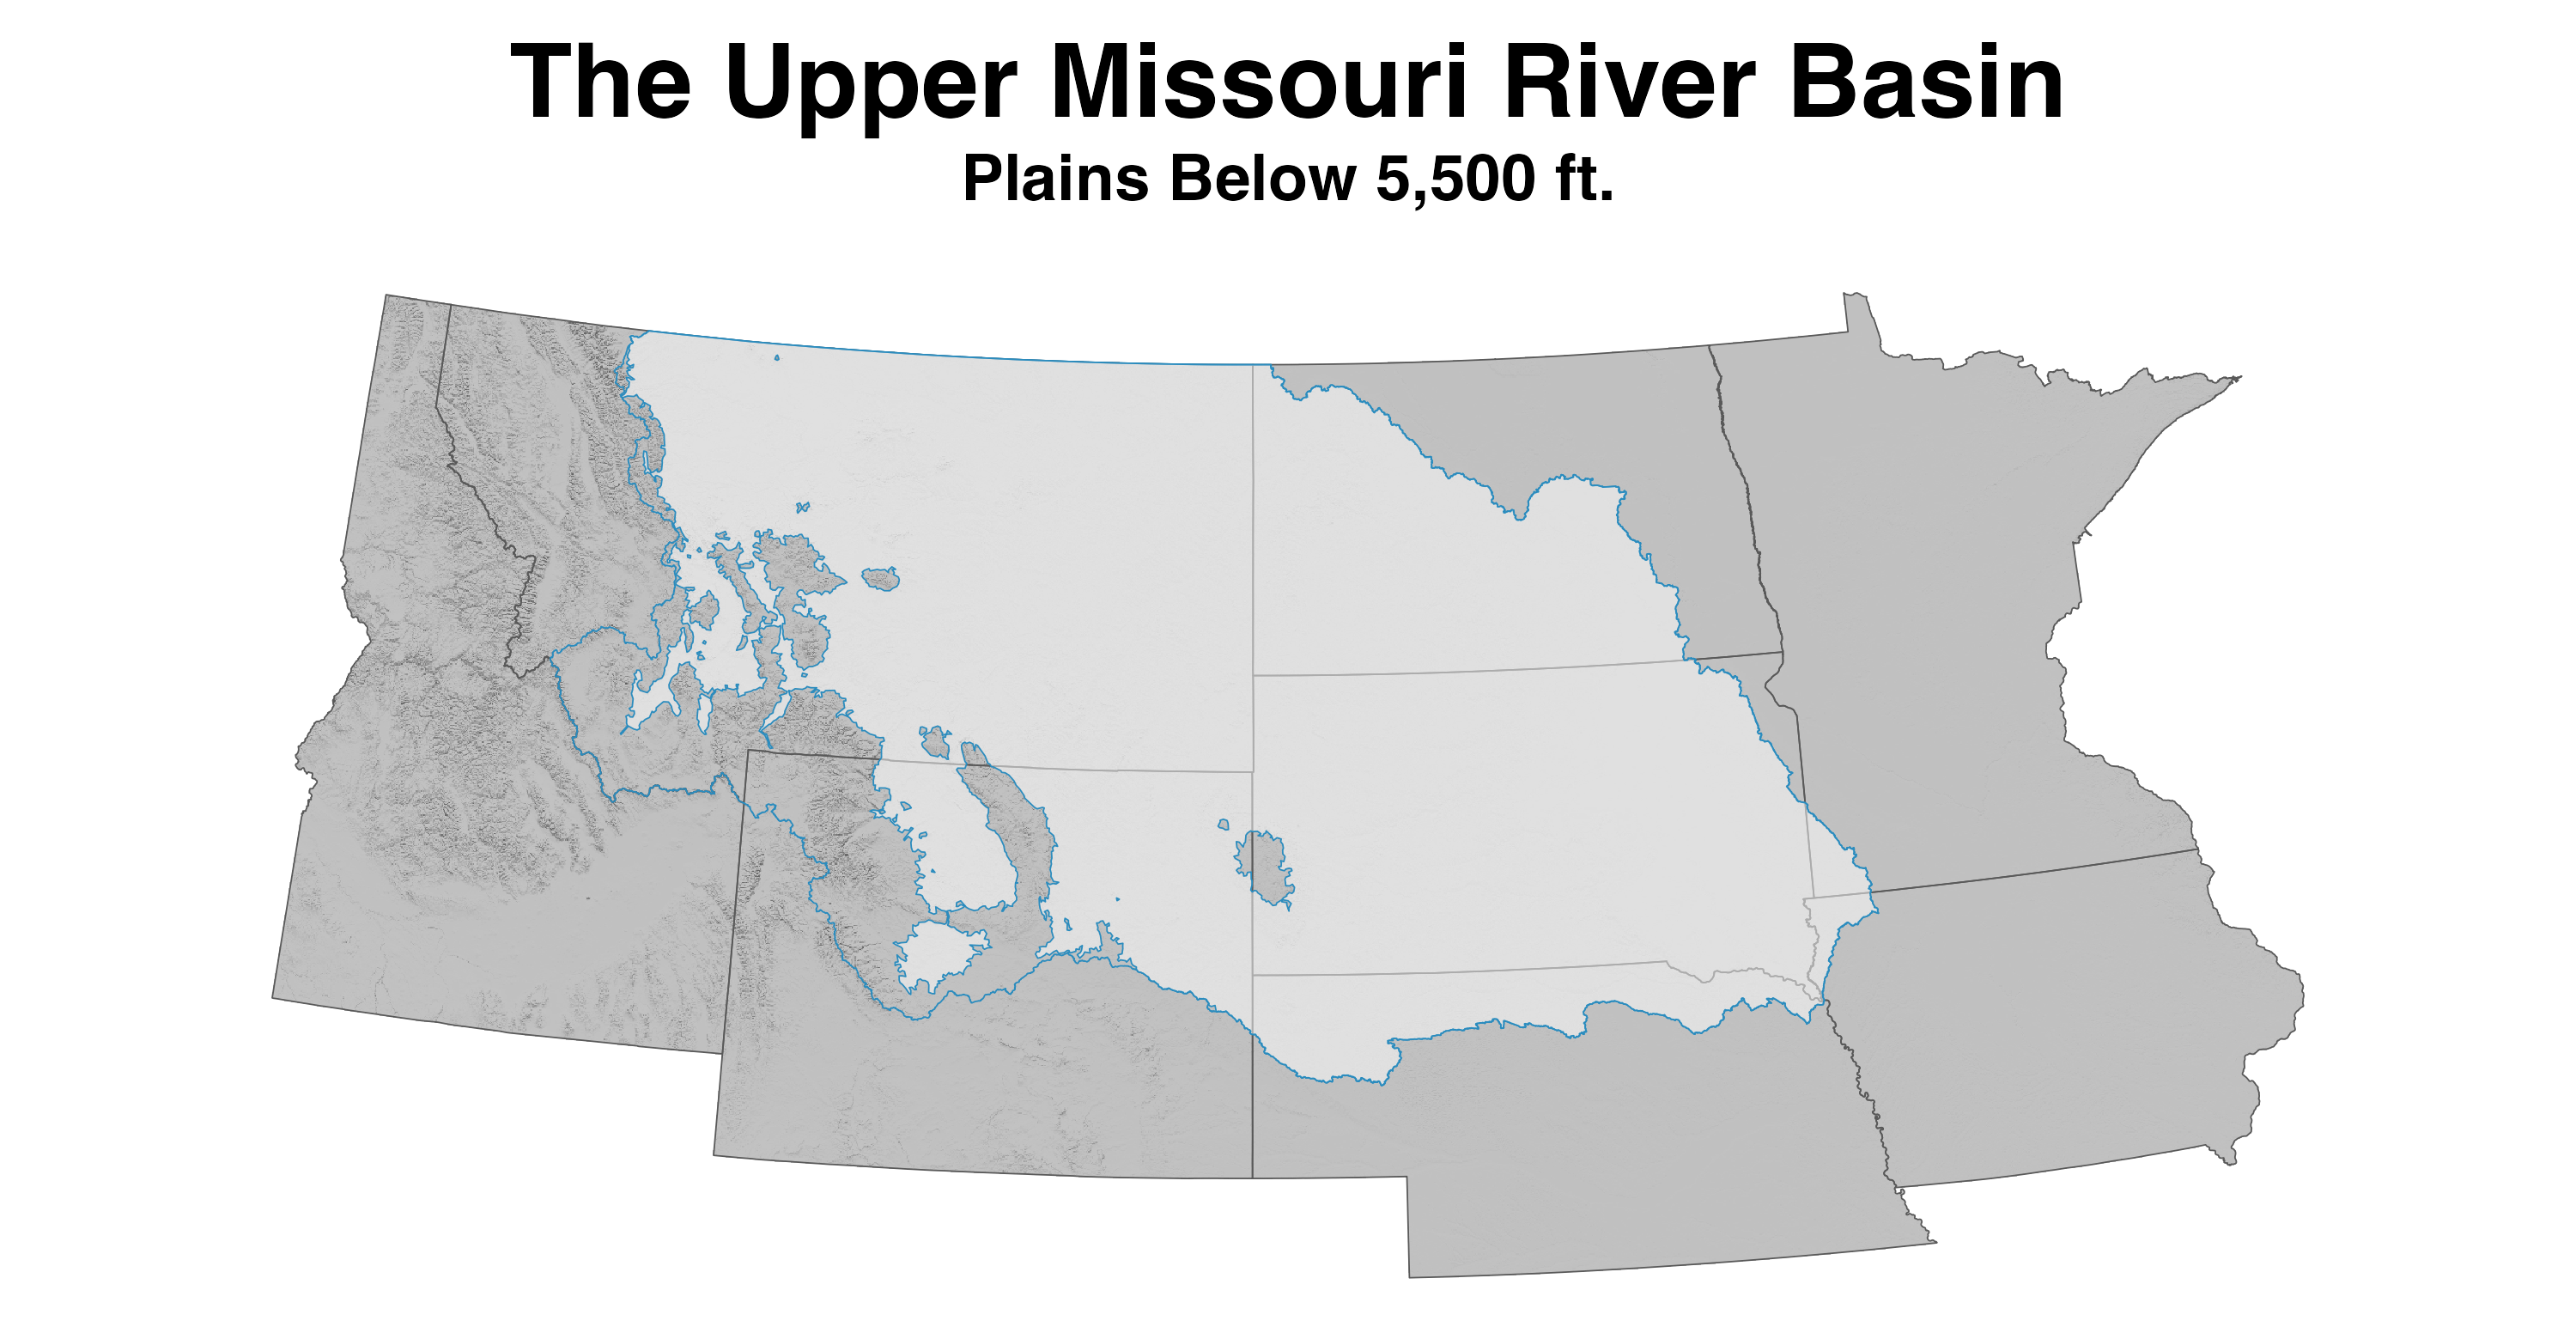 The Upper Missouri River Basin
Plains Below 5,500 ft.